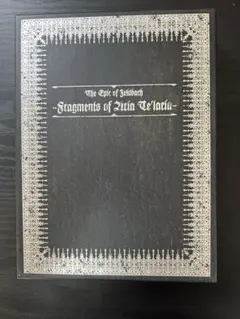 The Epic of Zektbach
-Fragments of Aria Te'laria-